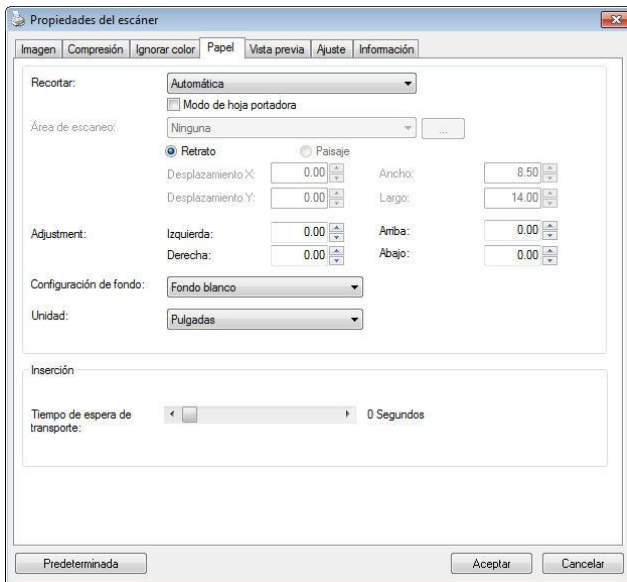 Propiedades del escáner
Imagen Compresión Ignorar color Papel Vista previa Ajuste Información
Recortar: Automática
Modo de hoja portadora
Área de escaneo: Ninguna ...
Retrato Paisaje
Desplazamiento X: 0.00 Ancho: 8.50
Desplazamiento Y: 0.00 Largo: 14.00
Adjustment: Izquierda: 0.00 Arriba: 0.00
Derecha: 0.00 Abajo: 0.00
Configuración de fondo: Fondo blanco
Unidad: Pulgadas
Inserción
Tiempo de espera de
transporte: 0 Segundos
Predeterminada Aceptar Cancelar